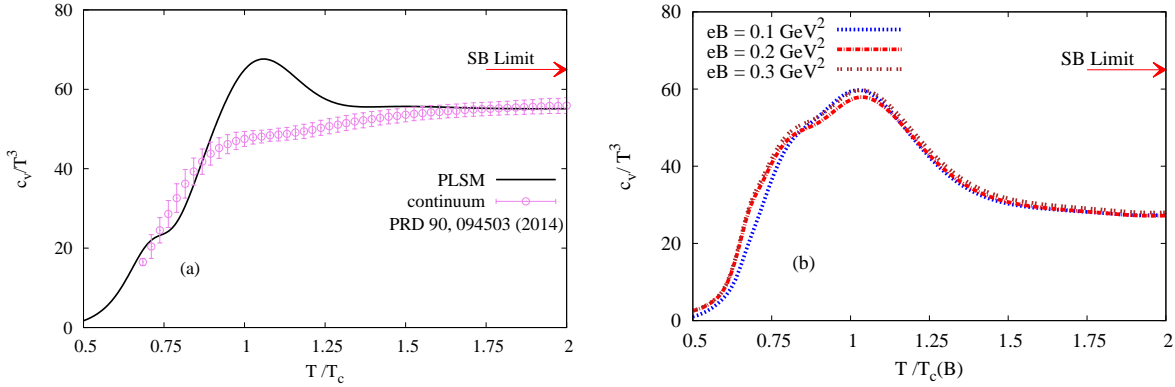 80
60
40
20
0
c_v/T^3
SB Limit
PLSM
continuum
PRD 90, 094503 (2014)
(a)
0.5 0.75 1 1.25 1.5 1.75 2
T /T_c
80
60
40
20
0
c_v/ T^3
eB = 0.1 GeV^2
eB = 0.2 GeV^2
eB = 0.3 GeV^2
SB Limit
(b)
0.5 0.75 1 1.25 1.5 1.75 2
T /T_c(B)